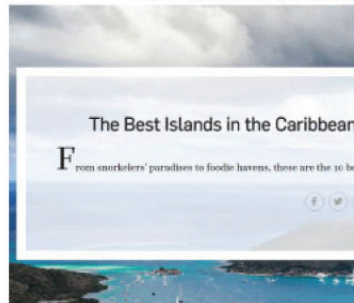 The Best Islands in the Caribbean
From snorkelers' paradises to foodie havens, these are the 10